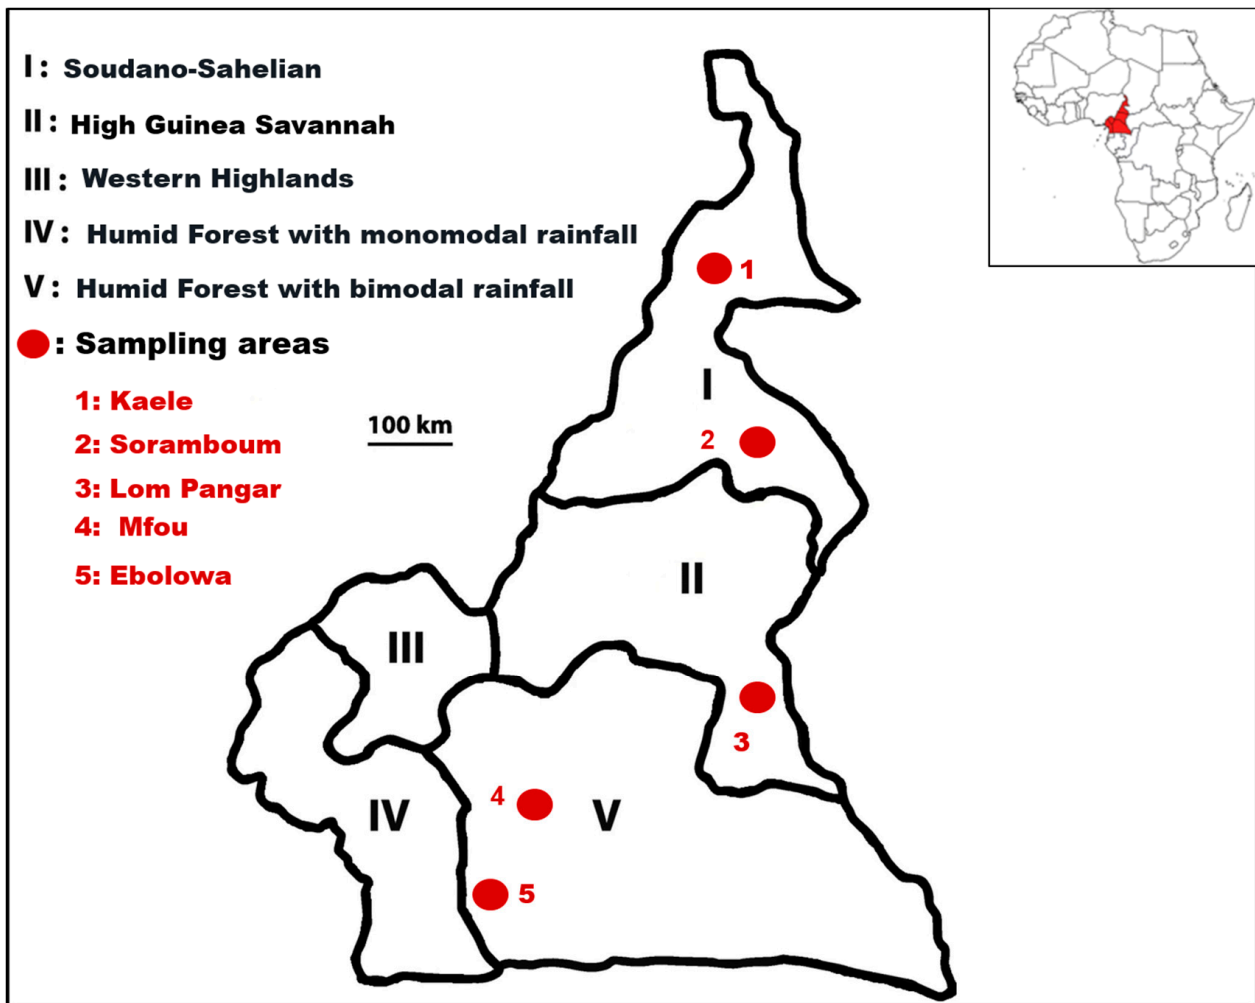 I : Soudano-Sahelian
II : High Guinea Savannah
III : Western Highlands
IV : Humid Forest with monomodal rainfall
V : Humid Forest with bimodal rainfall
: Sampling areas
1: Kaele
2: Soramboum
3: Lom Pangar
4: Mfou
5: Ebolowa
100 km
1
I
2
II
III
3
4
IV
V
5